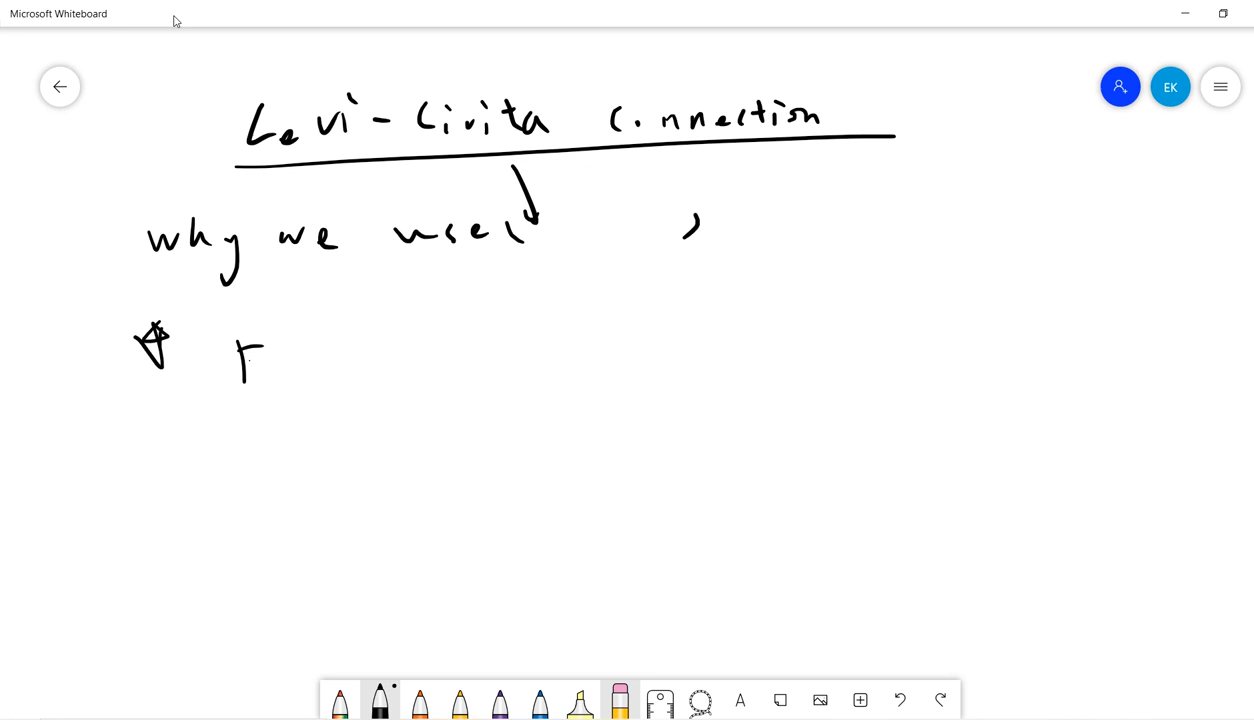 Microsoft Whiteboard
EK
Levi-Civita Connection
why we use ( )
A